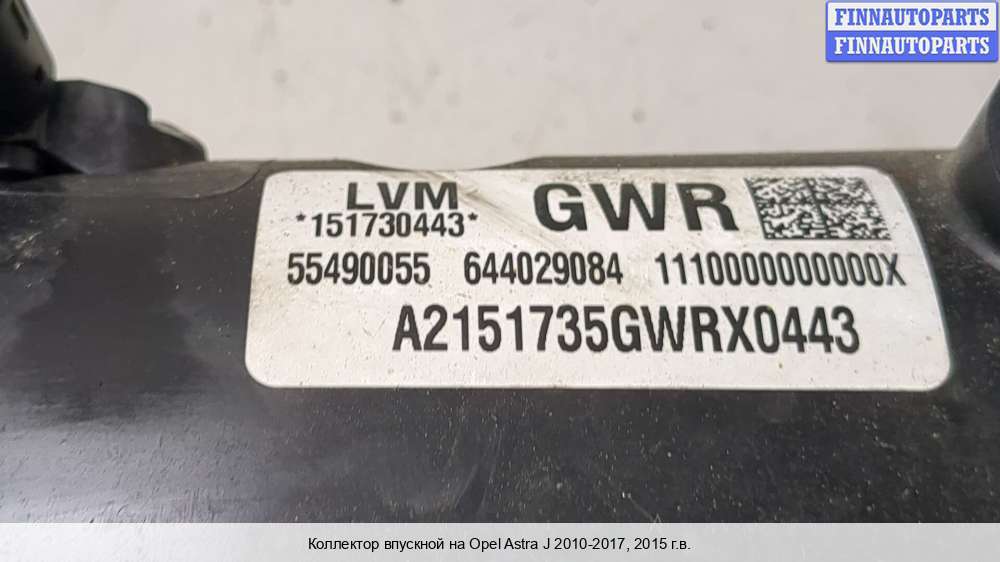 FINNAUTOPARTS
FINNAUTOPARTS
LVM GWR
*151730443*
55490055 644029084 1110000000000X
A2151735GWRX0443
Коллектор впускной на Opel Astra J 2010-2017, 2015 г.в.